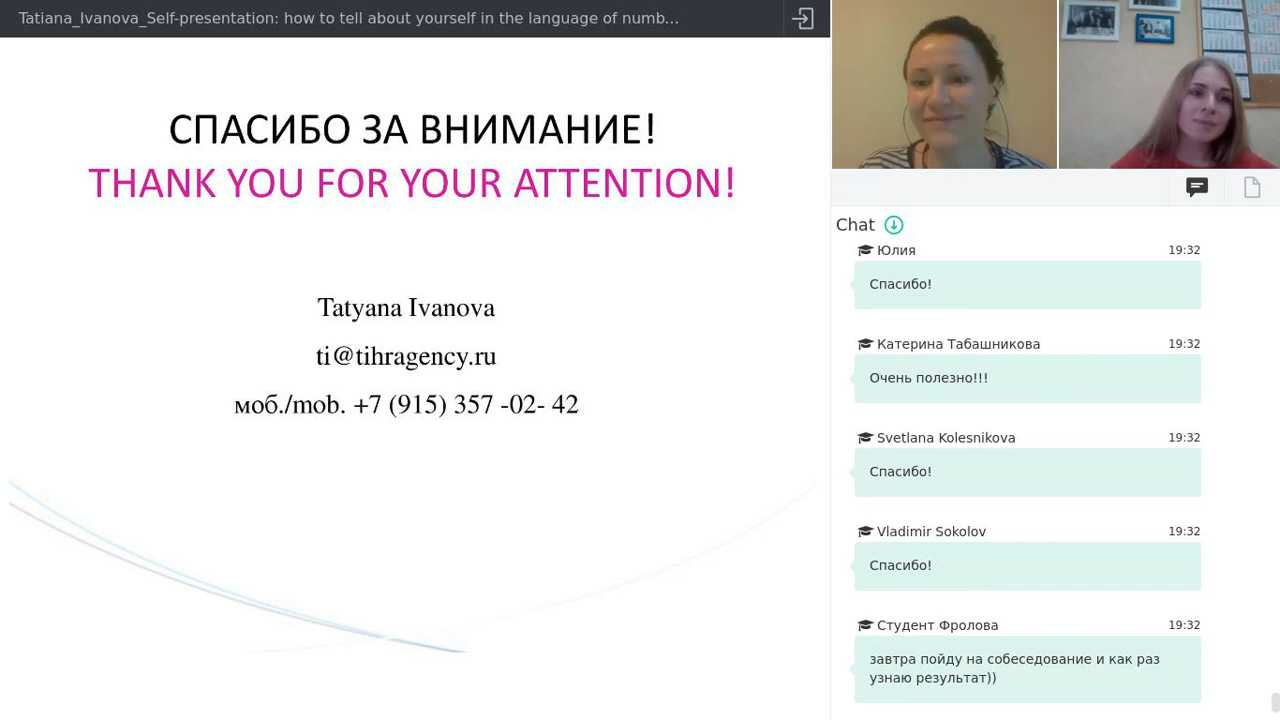 Tatiana_Ivanova_Self-presentation: how to tell about yourself in the language of numb...
СПАСИБО ЗА ВНИМАНИЕ!
THANK YOU FOR YOUR ATTENTION!
Tatyana Ivanova
ti@tihragency.ru
моб./mob. +7 (915) 357 -02- 42
Chat
Юлия 19:32
Спасибо!
Катерина Табашникова 19:32
Очень полезно!!!
Svetlana Kolesnikova 19:32
Спасибо!
Vladimir Sokolov 19:32
Спасибо!
Студент Фролова 19:32
завтра пойду на собеседование и как раз
узнаю результат))